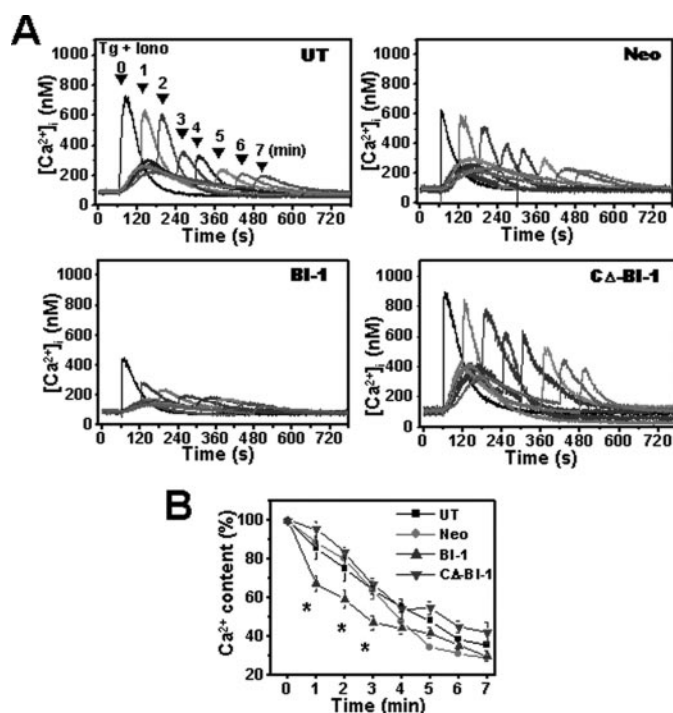 A
UT
Tg + Iono
0 1 2 3 4 5 6 7 (min)
[Ca²⁺]ᵢ (nM)
1000
800
600
400
200
0
0 120 240 360 480 600 720
Time (s)
Neo
[Ca²⁺]ᵢ (nM)
1000
800
600
400
200
0
0 120 240 360 480 600 720
Time (s)
BI-1
[Ca²⁺]ᵢ (nM)
1000
800
600
400
200
0
0 120 240 360 480 600 720
Time (s)
CΔ-BI-1
[Ca²⁺]ᵢ (nM)
1000
800
600
400
200
0
0 120 240 360 480 600 720
Time (s)
B
Ca²⁺ content (%)
100
80
60
40
20
UT
Neo
BI-1
CΔ-BI-1
* * *
0 1 2 3 4 5 6 7
Time (min)